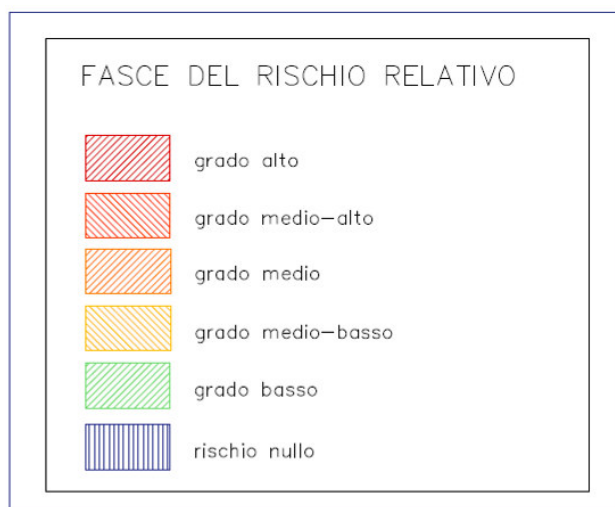 FASCE DEL RISCHIO RELATIVO
grado alto
grado medio-alto
grado medio
grado medio-basso
grado basso
rischio nullo